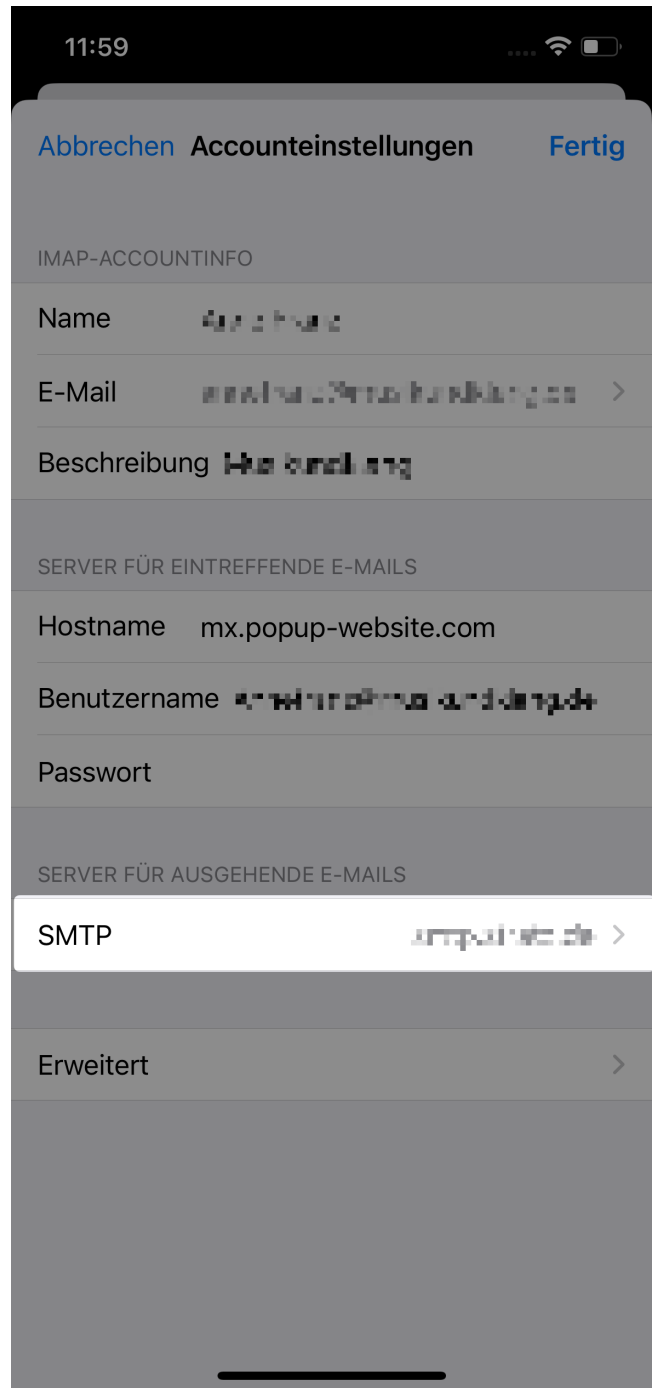 11:59
Abbrechen Accounteinstellungen Fertig
IMAP-ACCOUNTINFO
Name
E-Mail
Beschreibung
SERVER FÜR EINTREFFENDE E-MAILS
Hostname mx.popup-website.com
Benutzername
Passwort
SERVER FÜR AUSGEHENDE E-MAILS
SMTP
Erweitert